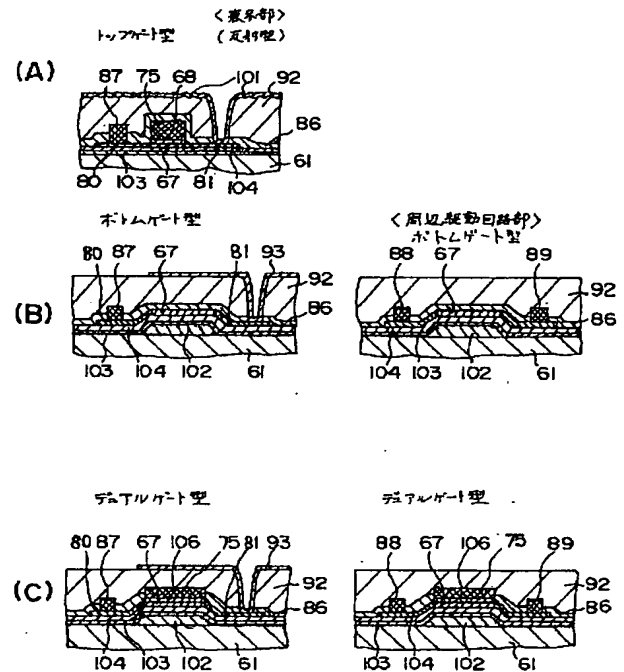 〈表示部〉
トップゲート型 (反射型)
(A)
87 75 68 101 92
86
61
80 103 67 81 104
ボトムゲート型
80 87 67 81 93
92
86
(B)
103 104 102 61
〈周辺駆動回路部〉
ボトムゲート型
88 67 89
92
86
104 103 102 61
デュアルゲート型
80 87 67 106 75 81 93
92
86
(C)
104 103 102 61
デュアルゲート型
88 67 106 75 89
92
86
103 104 102 61